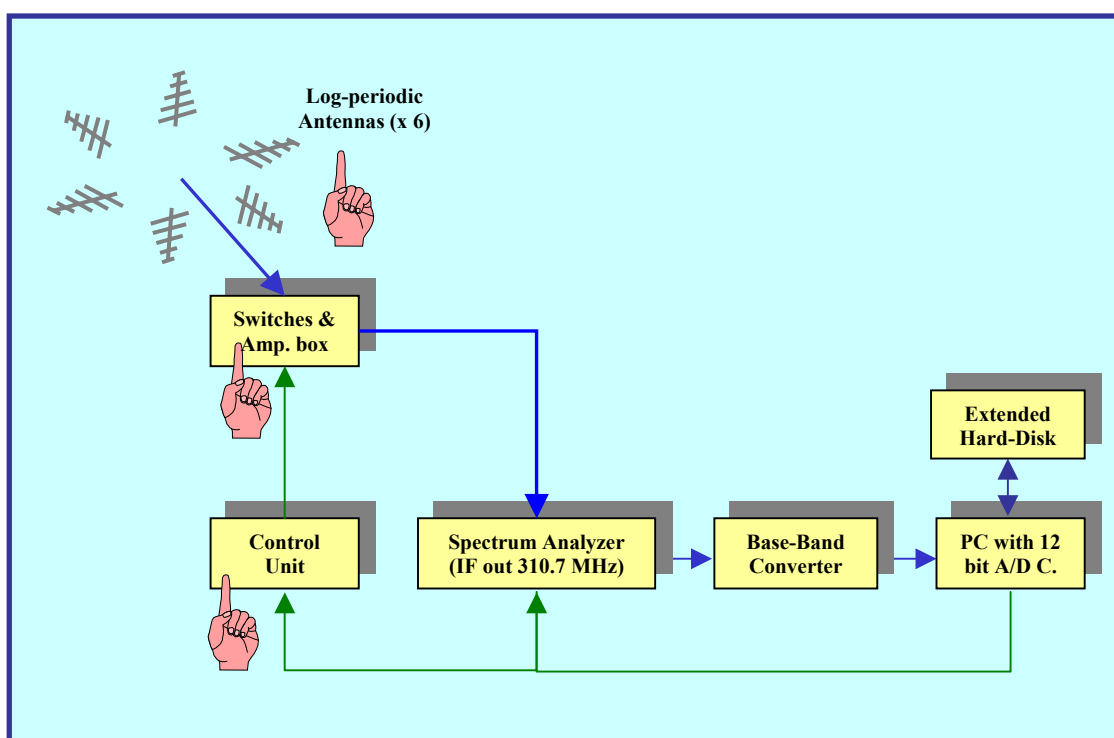 Log-periodic
Antennas (x 6)
Switches &
Amp. box
Extended
Hard-Disk
Control
Unit
Spectrum Analyzer
(IF out 310.7 MHz)
Base-Band
Converter
PC with 12
bit A/D C.